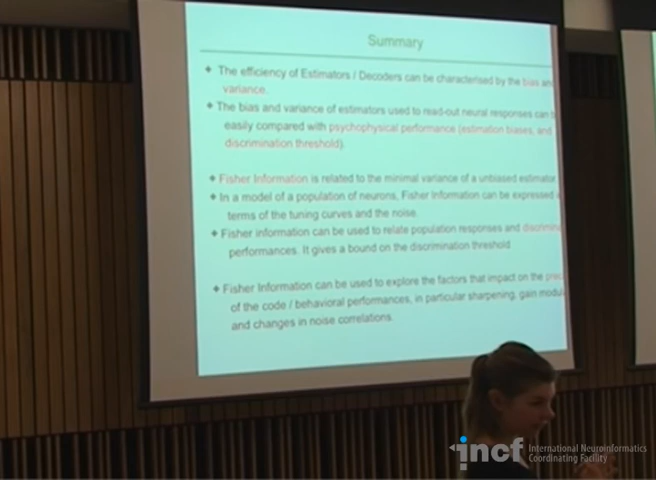 Summary
The efficiency of Estimators / Decoders can be characterised by the bias and
variance.
The bias and variance of estimators used to read-out neural responses can b
easily compared with psychophysical performance (estimation biases, and
discrimination threshold).
Fisher Information is related to the minimal variance of a unbiased estimator
In a model of a population of neurons, Fisher Information can be expressed
terms of the tuning curves and the noise.
Fisher information can be used to relate population responses and discrimina
performances. It gives a bound on the discrimination threshold
Fisher Information can be used to explore the factors that impact on the prec
of the code / behavioral performances, in particular sharpening, gain modul
and changes in noise correlations.
incf International Neuroinformatics
Coordinating Facility